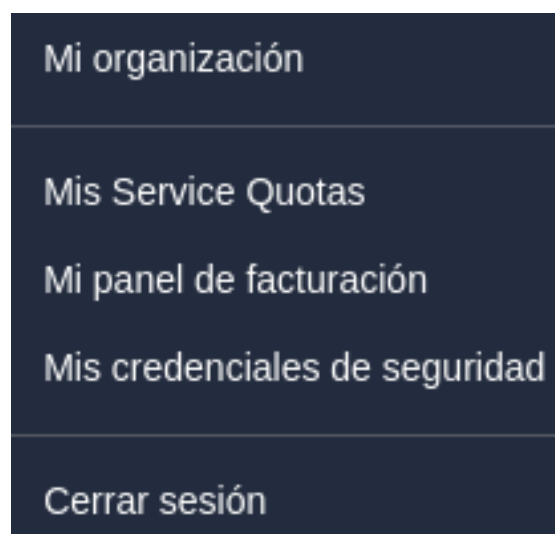 Mi organización
Mis Service Quotas
Mi panel de facturación
Mis credenciales de seguridad
Cerrar sesión